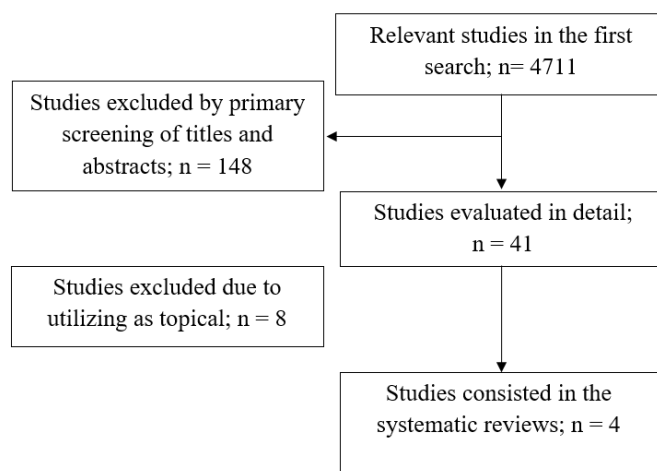 Relevant studies in the first
search; n= 4711
Studies excluded by primary
screening of titles and
abstracts; n = 148
Studies evaluated in detail;
n = 41
Studies excluded due to
utilizing as topical; n = 8
Studies consisted in the
systematic reviews; n = 4